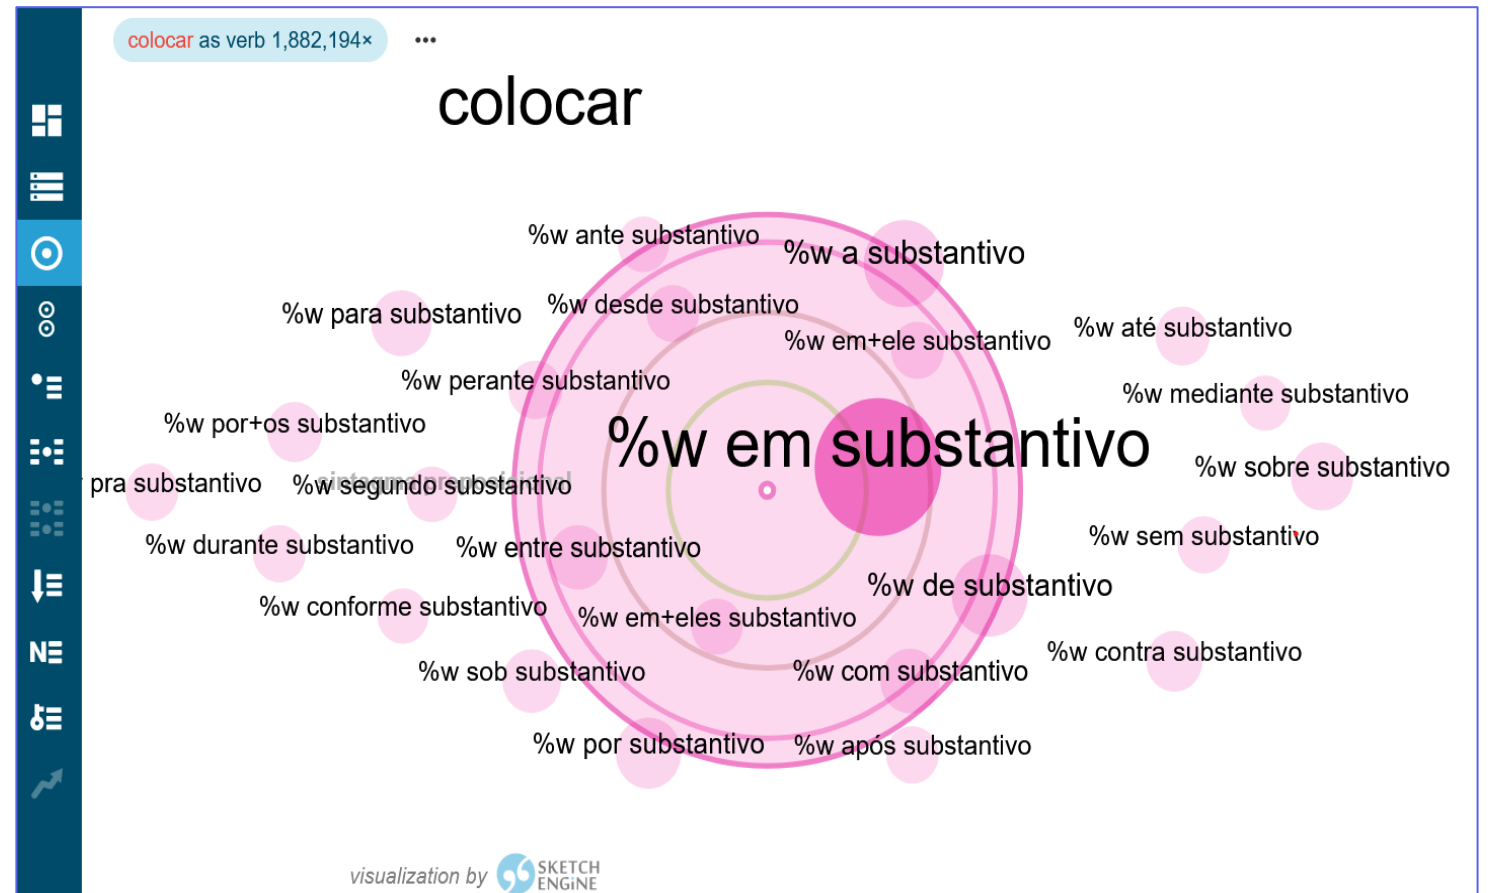 colocar as verb 1,882,194×
colocar
%w ante substantivo
%w a substantivo
%w para substantivo
%w desde substantivo
%w em+ele substantivo
%w até substantivo
%w perante substantivo
%w mediante substantivo
%w por+os substantivo
%w em substantivo
%w sobre substantivo
pra substantivo
%w segundo substantivo
%w sem substantivo
%w durante substantivo
%w entre substantivo
%w de substantivo
%w conforme substantivo
%w em+eles substantivo
%w contra substantivo
%w sob substantivo
%w com substantivo
%w por substantivo
%w após substantivo
visualization by
SKETCH
ENGINE